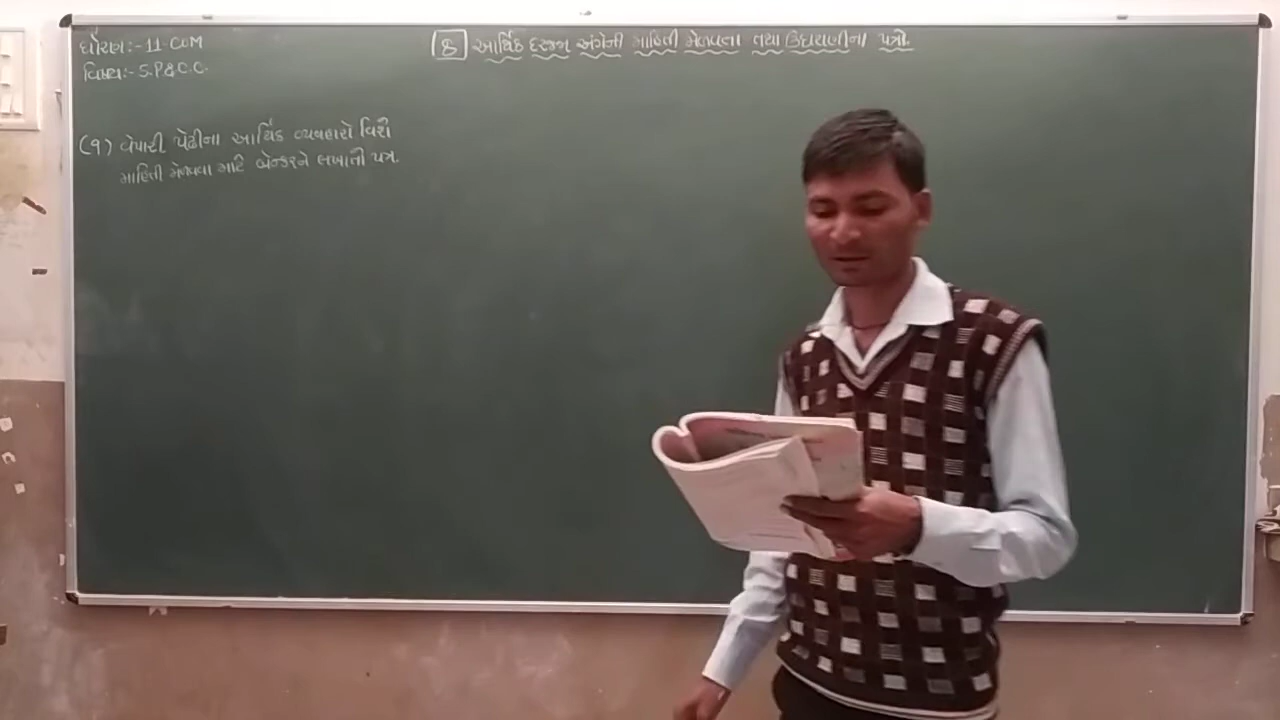 ધોરણ:- 11-COM
વિષય:- S.P & C.C.
8 આર્થિક દરજ્જા અંગેની માહિતી મેળવતા તથા ઉઘરાણીના પત્રો.
(૧) વેપારી પેઢીના આર્થિક વ્યવહારો વિશે
માહિતી મેળવવા માટે બૅન્કરને લખાતો પત્ર.